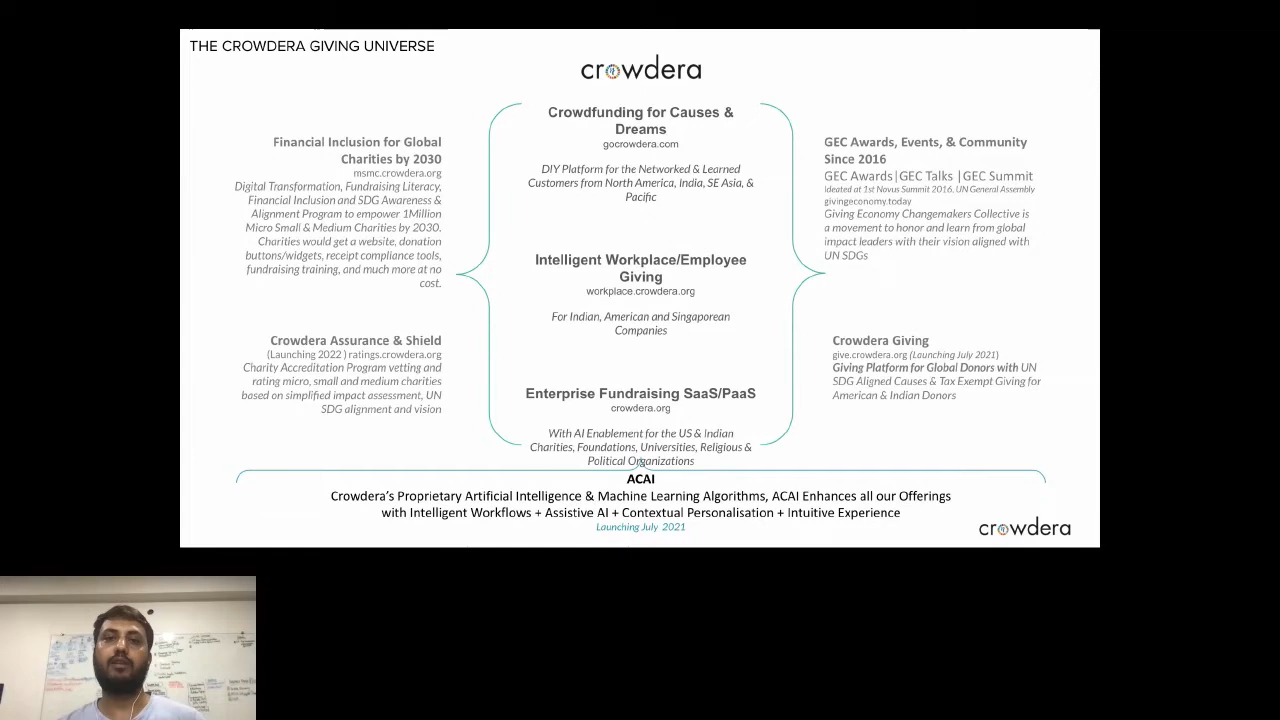 THE CROWDERA GIVING UNIVERSE
crowdera
Financial Inclusion for Global
Charities by 2030
msmc.crowdera.org
Digital Transformation, Fundraising Literacy,
Financial Inclusion and SDG Awareness &
Alignment Program to empower 1Million
Micro Small & Medium Charities by 2030.
Charities would get a website, donation
buttons/widgets, receipt compliance tools,
fundraising training, and much more at no
cost.
Crowdera Assurance & Shield
(Launching 2022 ) ratings.crowdera.org
Charity Accreditation Program vetting and
rating micro, small and medium charities
based on simplified impact assessment, UN
SDG alignment and vision
Crowdfunding for Causes &
Dreams
gocrowdera.com
DIY Platform for the Networked & Learned
Customers from North America, India, SE Asia, &
Pacific
Intelligent Workplace/Employee
Giving
workplace.crowdera.org
For Indian, American and Singaporean
Companies
Enterprise Fundraising SaaS/PaaS
crowdera.org
With AI Enablement for the US & Indian
Charities, Foundations, Universities, Religious &
Political Organizations
GEC Awards, Events, & Community
Since 2016
GEC Awards|GEC Talks |GEC Summit
Ideated at 1st Novus Summit 2016, UN General Assembly
givingeconomy.today
Giving Economy Changemakers Collective is
a movement to honor and learn from global
impact leaders with their vision aligned with
UN SDGs
Crowdera Giving
give.crowdera.org (Launching July 2021)
Giving Platform for Global Donors with UN
SDG Aligned Causes & Tax Exempt Giving for
American & Indian Donors
ACAI
Crowdera's Proprietary Artificial Intelligence & Machine Learning Algorithms, ACAI Enhances all our Offerings
with Intelligent Workflows + Assistive AI + Contextual Personalisation + Intuitive Experience
Launching July 2021
crowdera